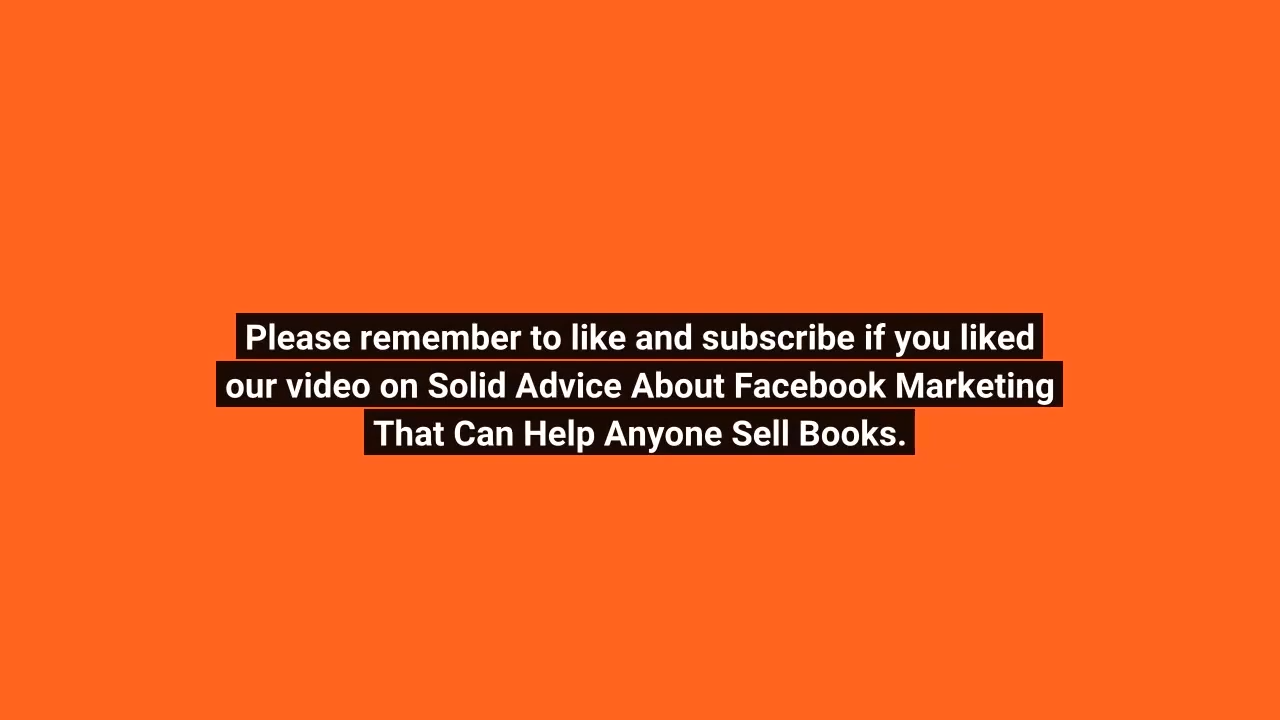 Please remember to like and subscribe if you liked
our video on Solid Advice About Facebook Marketing
That Can Help Anyone Sell Books.